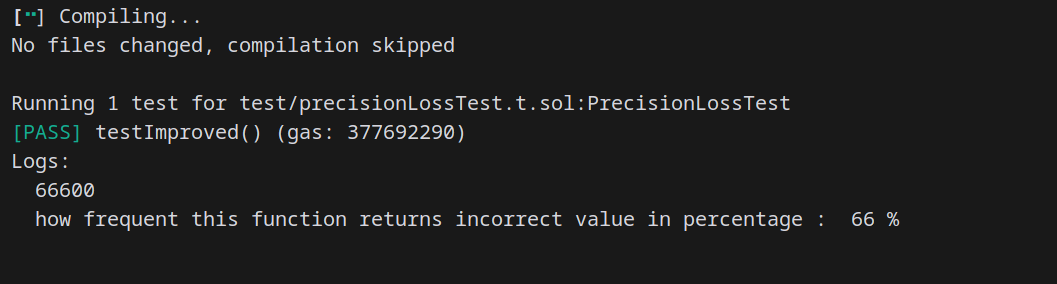 [⠒] Compiling...
No files changed, compilation skipped
Running 1 test for test/precisionLossTest.t.sol:PrecisionLossTest
[PASS] testImproved() (gas: 377692290)
Logs:
66600
how frequent this function returns incorrect value in percentage :  66 %